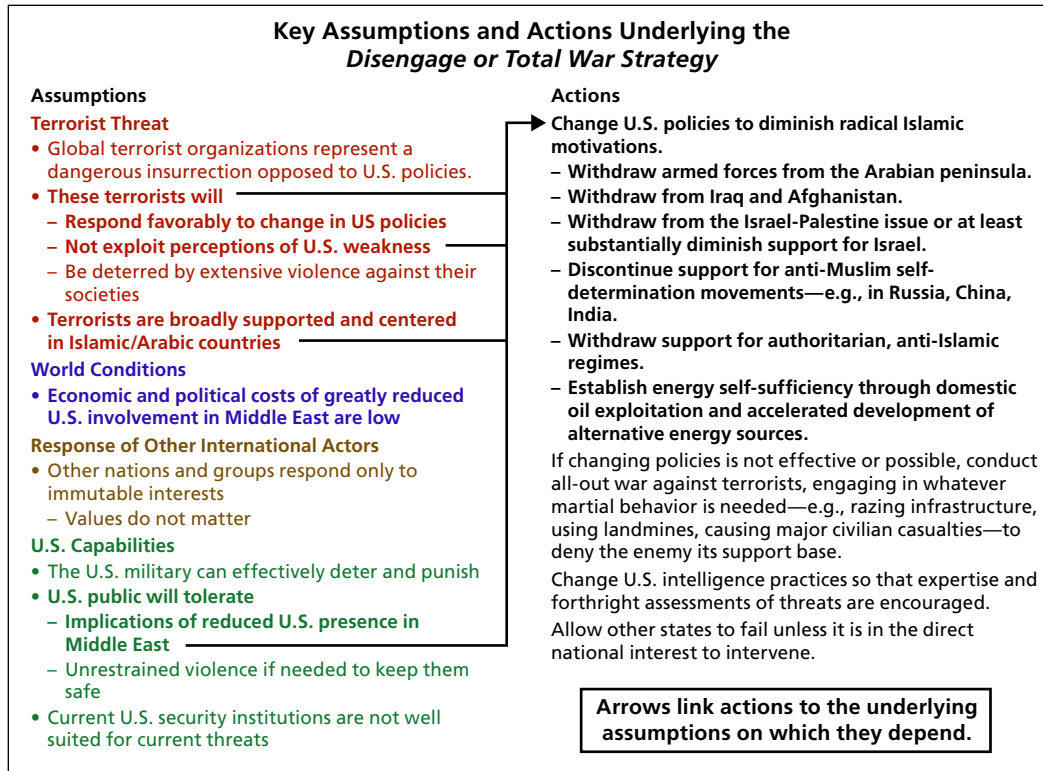 Key Assumptions and Actions Underlying the
Disengage or Total War Strategy
Assumptions
Terrorist Threat
• Global terrorist organizations represent a
dangerous insurrection opposed to U.S. policies.
• These terrorists will
– Respond favorably to change in US policies
– Not exploit perceptions of U.S. weakness
– Be deterred by extensive violence against their
societies
• Terrorists are broadly supported and centered
in Islamic/Arabic countries
World Conditions
• Economic and political costs of greatly reduced
U.S. involvement in Middle East are low
Response of Other International Actors
• Other nations and groups respond only to
immutable interests
– Values do not matter
U.S. Capabilities
• The U.S. military can effectively deter and punish
• U.S. public will tolerate
– Implications of reduced U.S. presence in
Middle East
– Unrestrained violence if needed to keep them
safe
• Current U.S. security institutions are not well
suited for current threats
Actions
Change U.S. policies to diminish radical Islamic
motivations.
– Withdraw armed forces from the Arabian peninsula.
– Withdraw from Iraq and Afghanistan.
– Withdraw from the Israel-Palestine issue or at least
substantially diminish support for Israel.
– Discontinue support for anti-Muslim self-
determination movements—e.g., in Russia, China,
India.
– Withdraw support for authoritarian, anti-Islamic
regimes.
– Establish energy self-sufficiency through domestic
oil exploitation and accelerated development of
alternative energy sources.
If changing policies is not effective or possible, conduct
all-out war against terrorists, engaging in whatever
martial behavior is needed—e.g., razing infrastructure,
using landmines, causing major civilian casualties—to
deny the enemy its support base.
Change U.S. intelligence practices so that expertise and
forthright assessments of threats are encouraged.
Allow other states to fail unless it is in the direct
national interest to intervene.
Arrows link actions to the underlying
assumptions on which they depend.